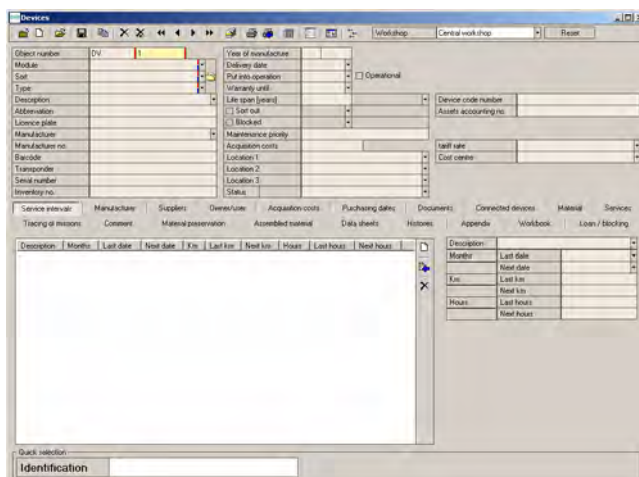 Devices
Workshop Central workshop Reset
Object number DV 1 Year of manufacture
Module Delivery date
Sort Put into operation Operational
Type Warranty until
Description Life span [years] Device code number
Abbreviation Sort out Assets accounting no.
Licence plate Blocked
Manufacturer Maintenance priority
Manufacturer no. Acquisition costs tariff rate
Barcode Location 1 Cost centre
Transponder Location 2
Serial number Location 3
Inventory no. Status
Service intervals Manufacturer Suppliers Owner/user Acquisition costs Purchasing dates Documents Connected devices Material Services
Tracing of missions Comment Material preservation Assembled material Data sheets Histories Appendix Workbook Loan / blocking
Description Months Last date Next date Km Last km Next km Hours Last hours Next hours
Description
Months Last date
Next date
Km Last km
Next km
Hours Last hours
Next hours
Quick selection
Identification